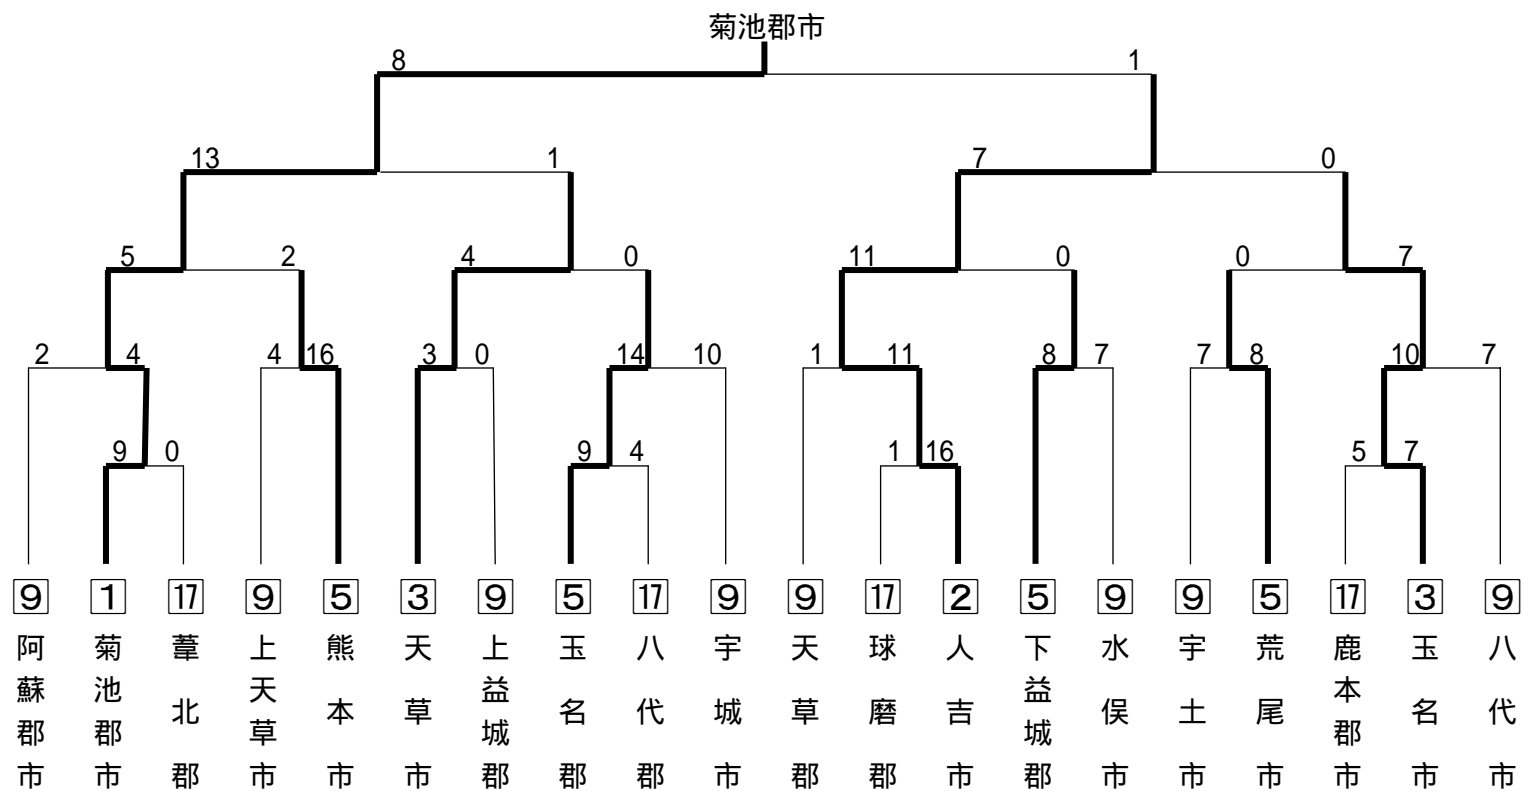 菊池郡市
8 1
13 1 7 0
5 2 4 0 11 0 0 7
2 4 4 16 3 0 14 10 1 11 8 7 7 8 10 7
9 0 9 4 1 16 5 7
9 1 17 9 5 3 9 5 17 9 9 17 2 5 9 9 5 17 3 9
阿蘇郡市
菊池郡市
葦北郡
上天草市
熊本市
天草市
上益城郡
玉名郡
八代郡
宇城市
天草郡
球磨郡
人吉市
下益城郡
水俣市
宇土市
荒尾市
鹿本郡市
玉名市
八代市